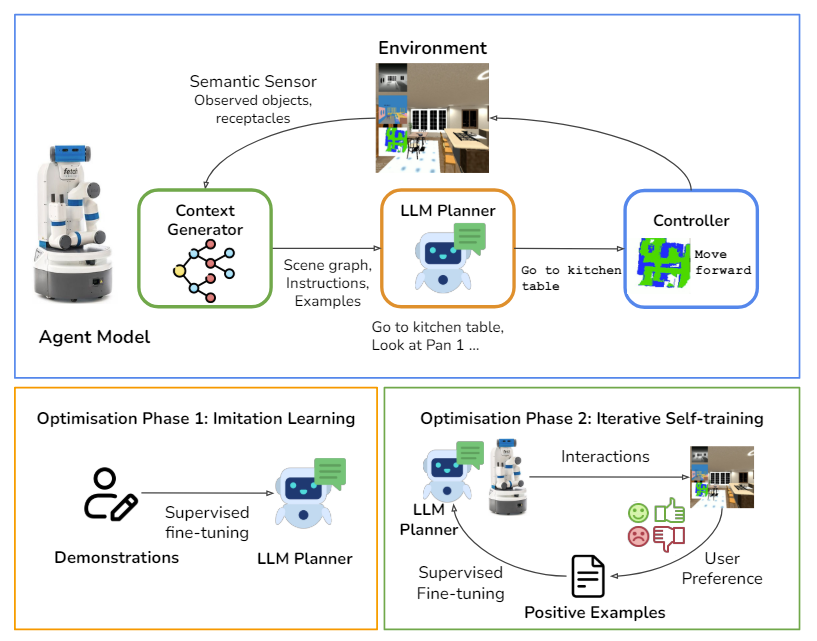 Environment
Semantic Sensor
Observed objects,
receptacles
fetch
Context
Generator
LLM Planner
Controller
Move
forward
Scene graph,
Instructions,
Examples
Go to kitchen
table
Go to kitchen table,
Look at Pan 1 ...
Agent Model
Optimisation Phase 1: Imitation Learning
Supervised
fine-tuning
Demonstrations
LLM Planner
Optimisation Phase 2: Iterative Self-training
Interactions
LLM
Planner
User
Preference
Supervised
Fine-tuning
Positive Examples